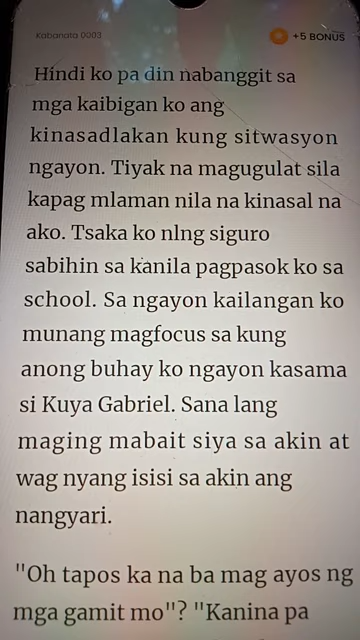 Kabanata 0003
+5 BONUS
Hindi ko pa din nabanggit sa
mga kaibigan ko ang
kinasadlakan kung sitwasyon
ngayon. Tiyak na magugulat sila
kapag mlaman nila na kinasal na
ako. Tsaka ko nlng siguro
sabihin sa kanila pagpasok ko sa
school. Sa ngayon kailangan ko
munang magfocus sa kung
anong buhay ko ngayon kasama
si Kuya Gabriel. Sana lang
maging mabait siya sa akin at
wag nyang isisi sa akin ang
nangyari.
"Oh tapos ka na ba mag ayos ng
mga gamit mo"? "Kanina pa